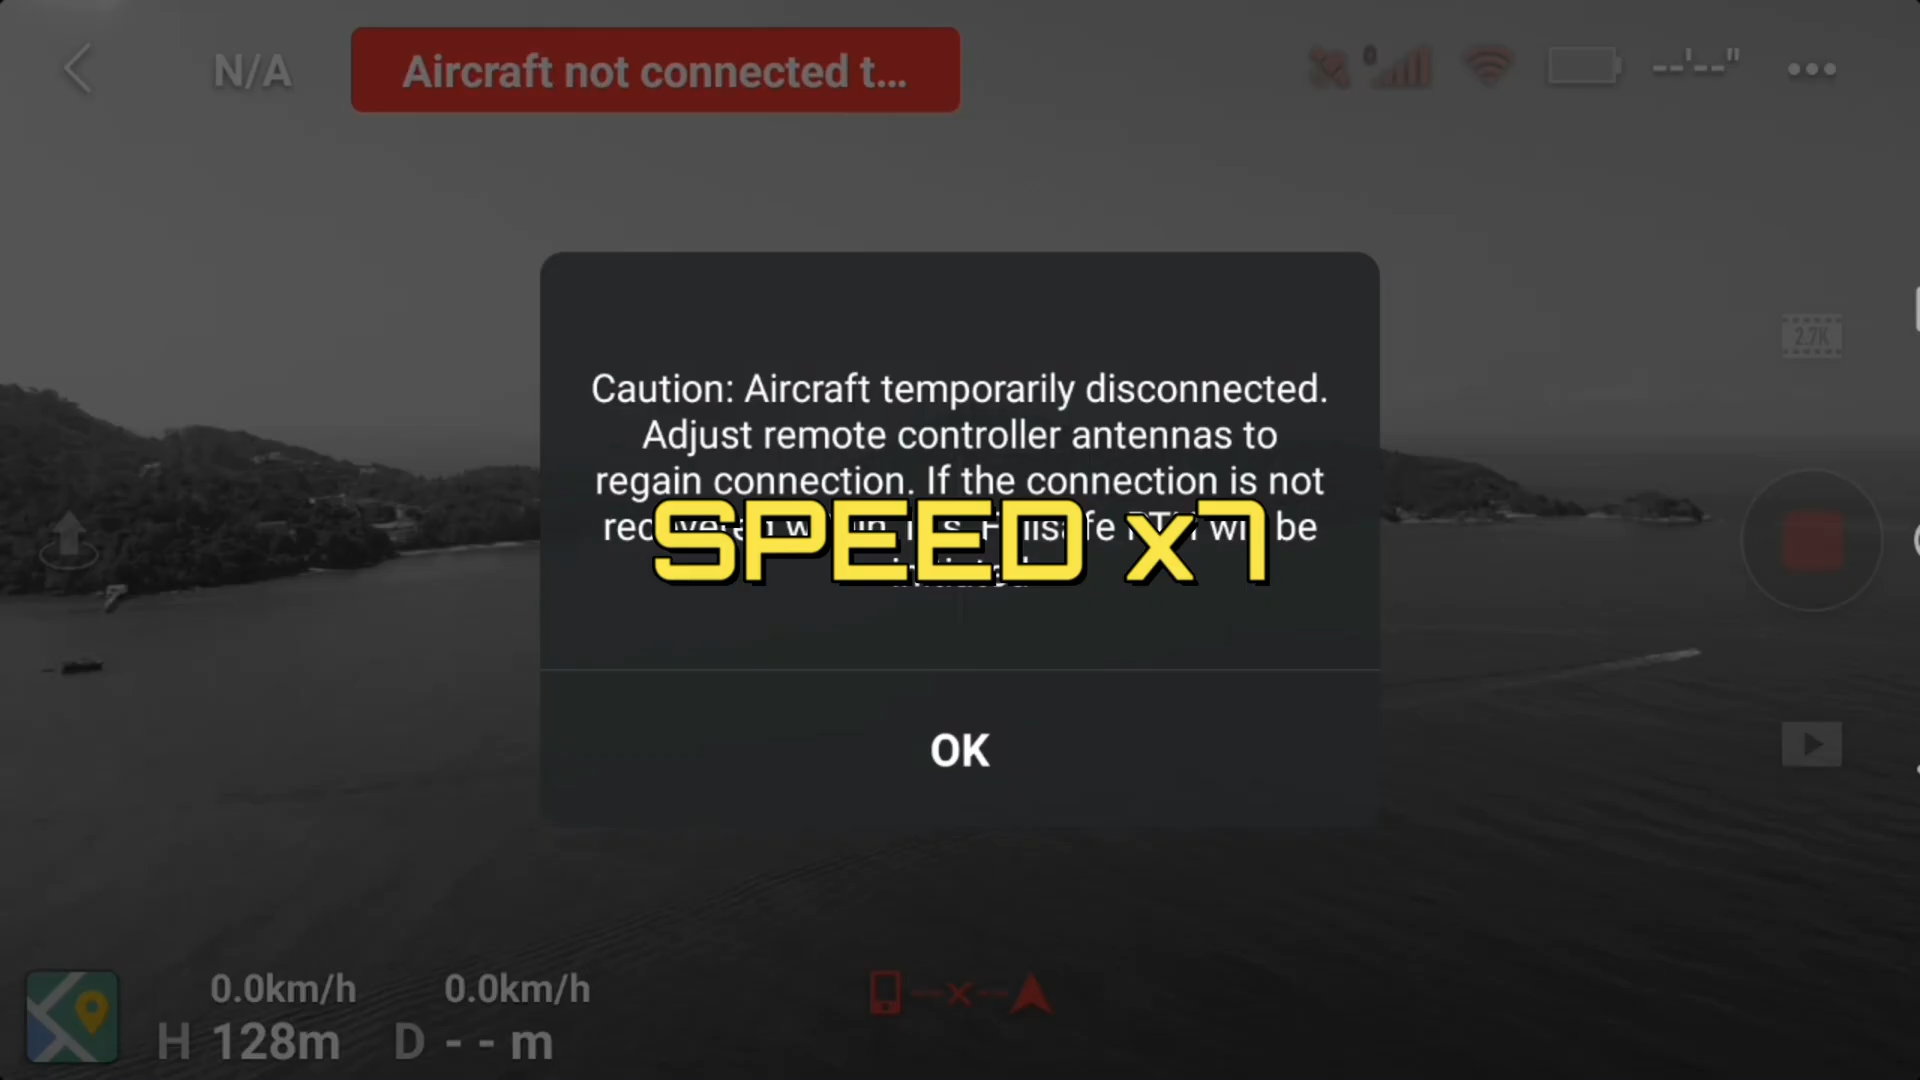 N/A
Aircraft not connected t...
0
--'--"
Caution: Aircraft temporarily disconnected.
Adjust remote controller antennas to
regain connection. If the connection is not
be
SPEED x7
2.7K
OK
0.0km/h 0.0km/h
H 128m D - - m